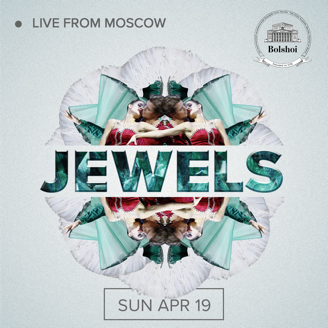 LIVE FROM MOSCOW
Bolshoi
JEWELS
SUN APR 19